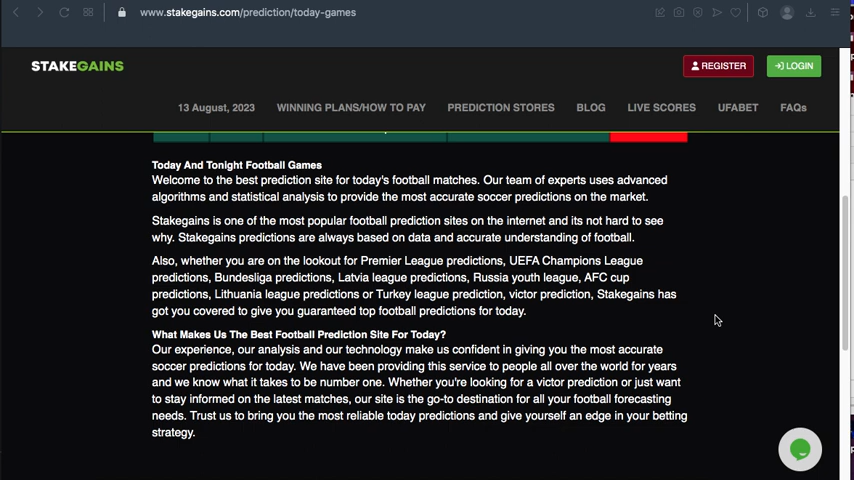 www.stakegains.com/prediction/today-games
STAKEGAINS
REGISTER
LOGIN
13 August, 2023
WINNING PLANS/HOW TO PAY
PREDICTION STORES
BLOG
LIVE SCORES
UFABET
FAQs
Today And Tonight Football Games
Welcome to the best prediction site for today's football matches. Our team of experts uses advanced
algorithms and statistical analysis to provide the most accurate soccer predictions on the market.
Stakegains is one of the most popular football prediction sites on the internet and its not hard to see
why. Stakegains predictions are always based on data and accurate understanding of football.
Also, whether you are on the lookout for Premier League predictions, UEFA Champions League
predictions, Bundesliga predictions, Latvia league predictions, Russia youth league, AFC cup
predictions, Lithuania league predictions or Turkey league prediction, victor prediction, Stakegains has
got you covered to give you guaranteed top football predictions for today.
What Makes Us The Best Football Prediction Site For Today?
Our experience, our analysis and our technology make us confident in giving you the most accurate
soccer predictions for today. We have been providing this service to people all over the world for years
and we know what it takes to be number one. Whether you're looking for a victor prediction or just want
to stay informed on the latest matches, our site is the go-to destination for all your football forecasting
needs. Trust us to bring you the most reliable today predictions and give yourself an edge in your betting
strategy.